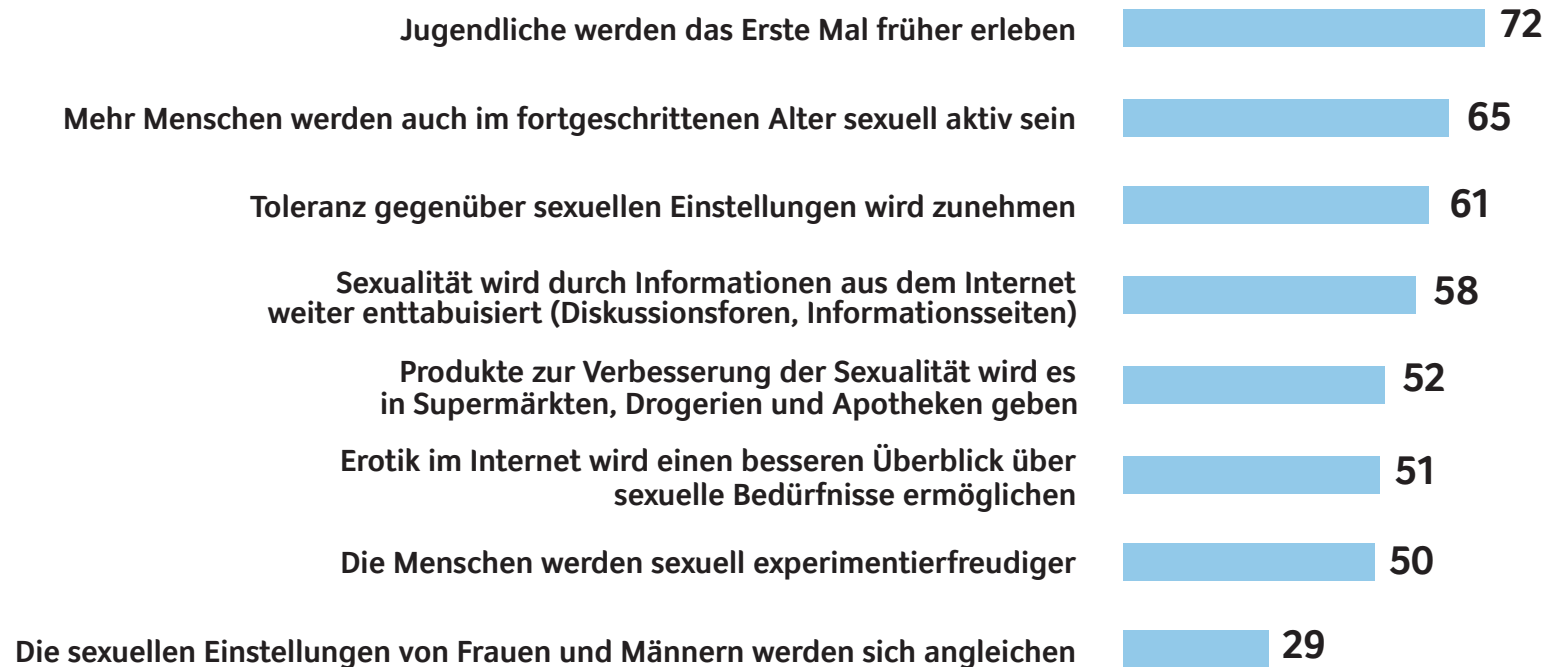 Jugendliche werden das Erste Mal früher erleben 72
Mehr Menschen werden auch im fortgeschrittenen Alter sexuell aktiv sein 65
Toleranz gegenüber sexuellen Einstellungen wird zunehmen 61
Sexualität wird durch Informationen aus dem Internet
weiter enttabuisiert (Diskussionsforen, Informationsseiten) 58
Produkte zur Verbesserung der Sexualität wird es
in Supermärkten, Drogerien und Apotheken geben 52
Erotik im Internet wird einen besseren Überblick über
sexuelle Bedürfnisse ermöglichen 51
Die Menschen werden sexuell experimentierfreudiger 50
Die sexuellen Einstellungen von Frauen und Männern werden sich angleichen 29